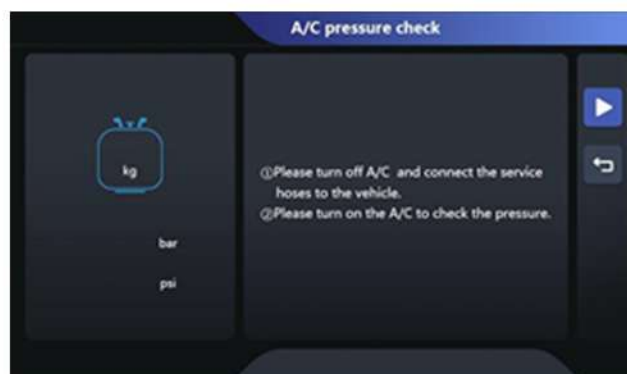 A/C pressure check
kg
bar
psi
①Please turn off A/C and connect the service
hoses to the vehicle.
②Please turn on the A/C to check the pressure.